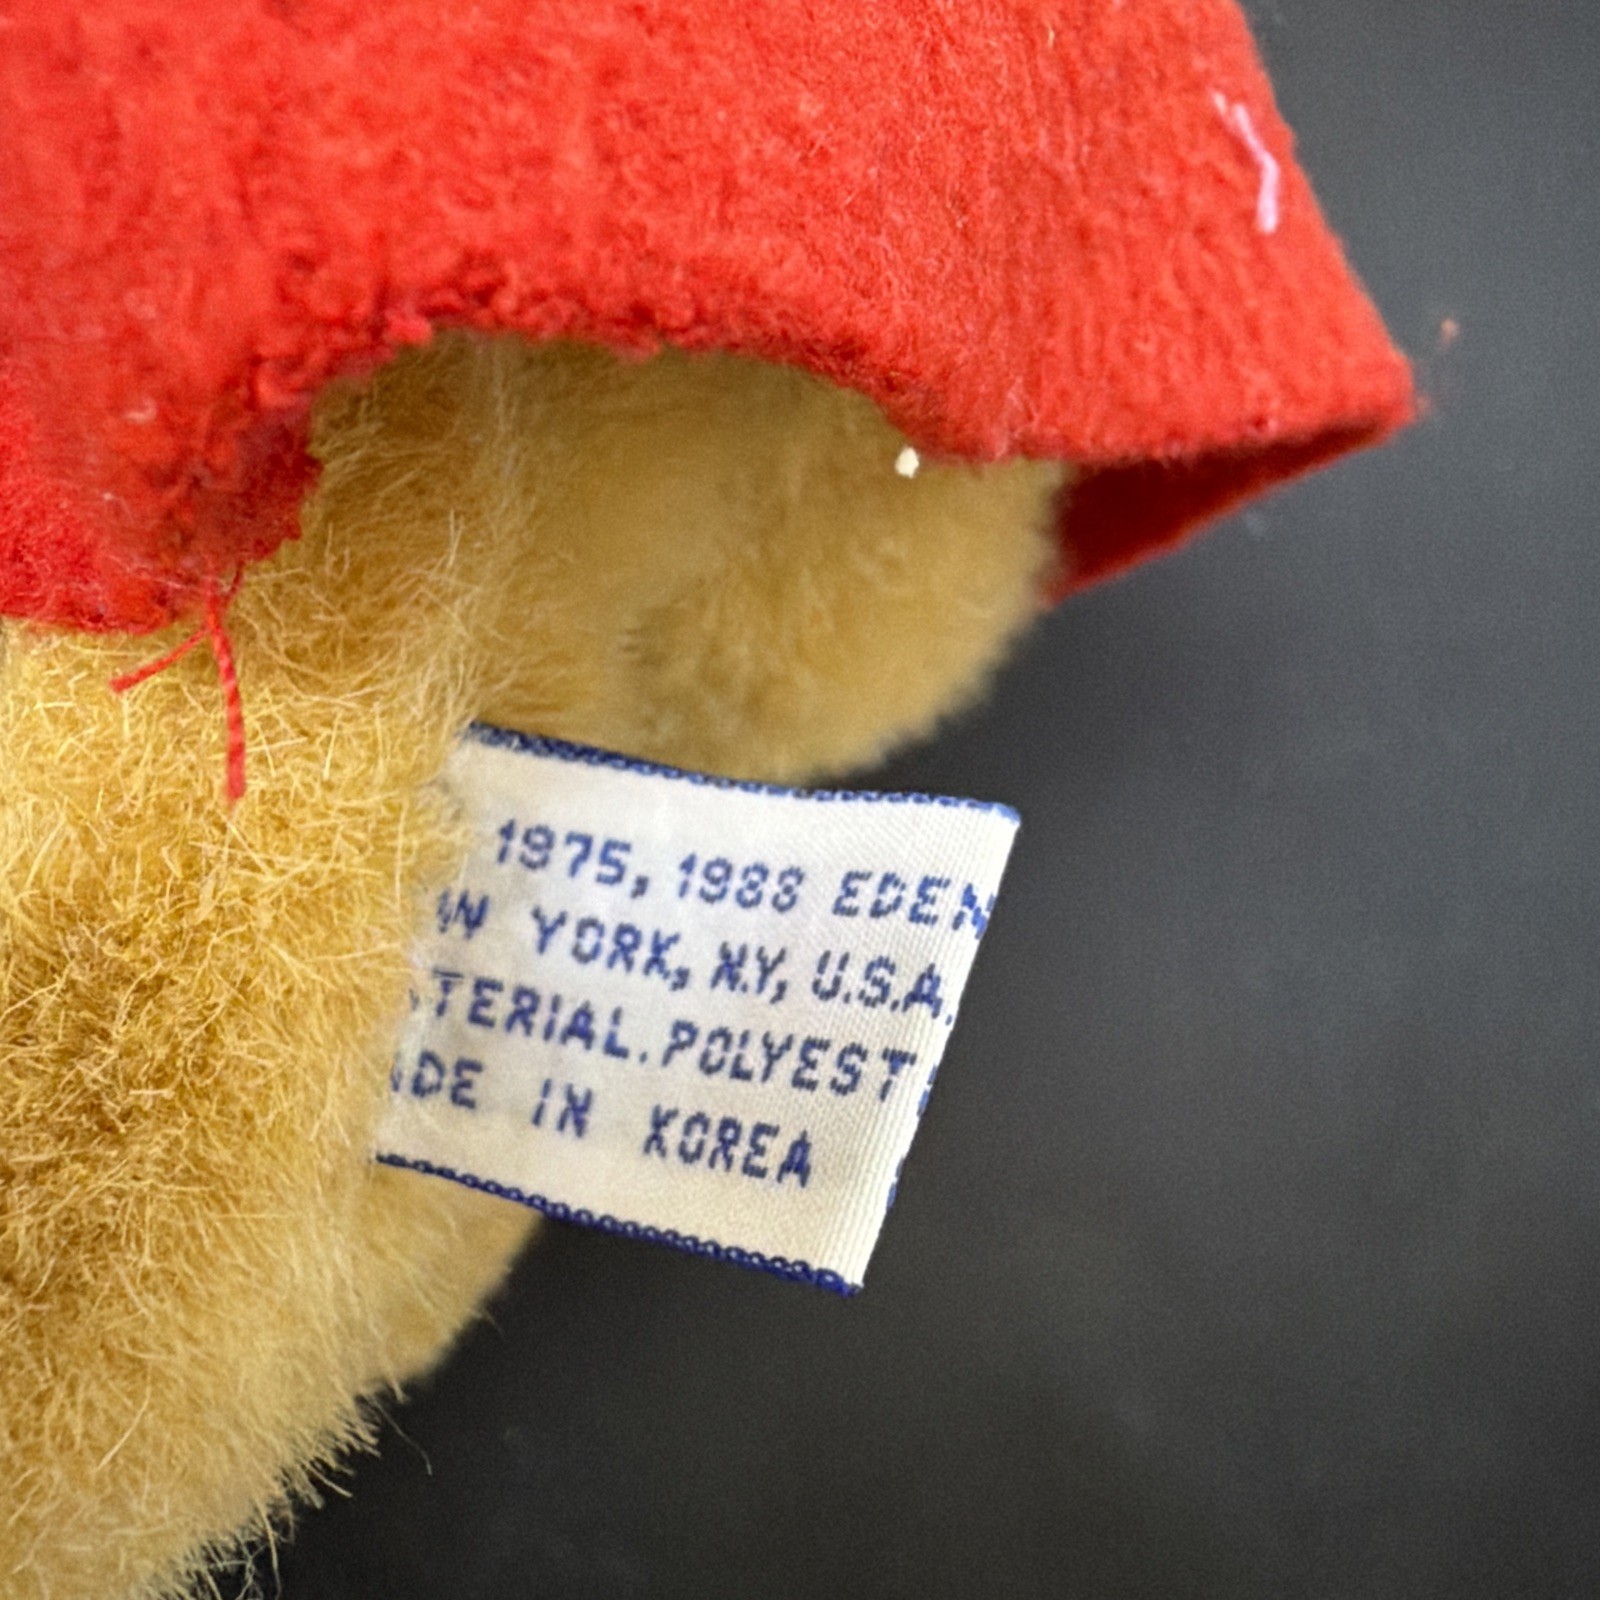 1975, 1988 EDEN
YORK, N.Y, U.S.A.
TERIAL. POLYEST
DE IN KOREA